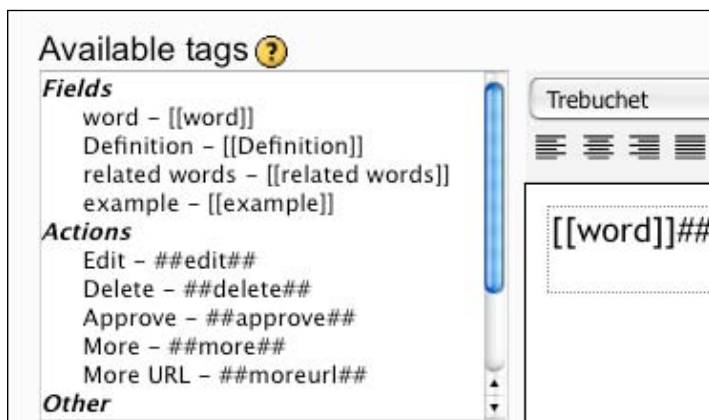 Available tags ?
Fields
word – [[word]]
Definition – [[Definition]]
related words – [[related words]]
example – [[example]]
Actions
Edit – ##edit##
Delete – ##delete##
Approve – ##approve##
More – ##more##
More URL – ##moreurl##
Other
Trebuchet
[[word]]##